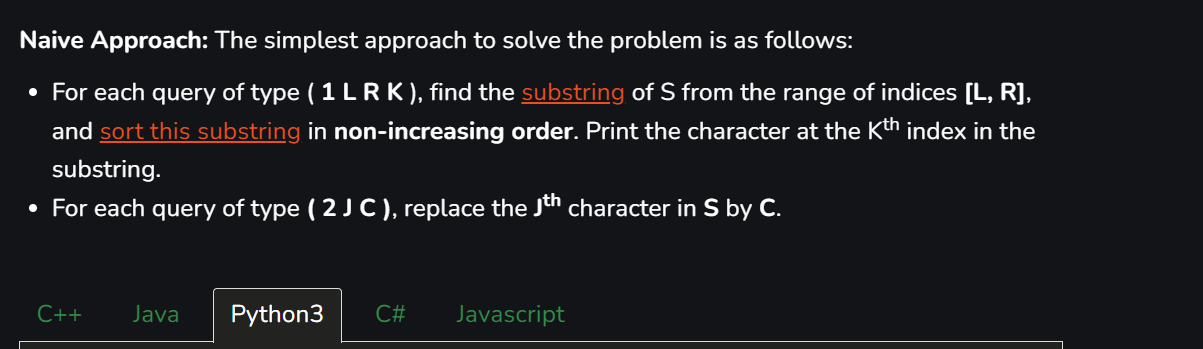 Naive Approach: The simplest approach to solve the problem is as follows:
• For each query of type ( 1 L R K ), find the substring of S from the range of indices [L, R],
and sort this substring in non-increasing order. Print the character at the Kth index in the
substring.
• For each query of type ( 2 J C ), replace the Jth character in S by C.
C++ Java Python3 C# Javascript